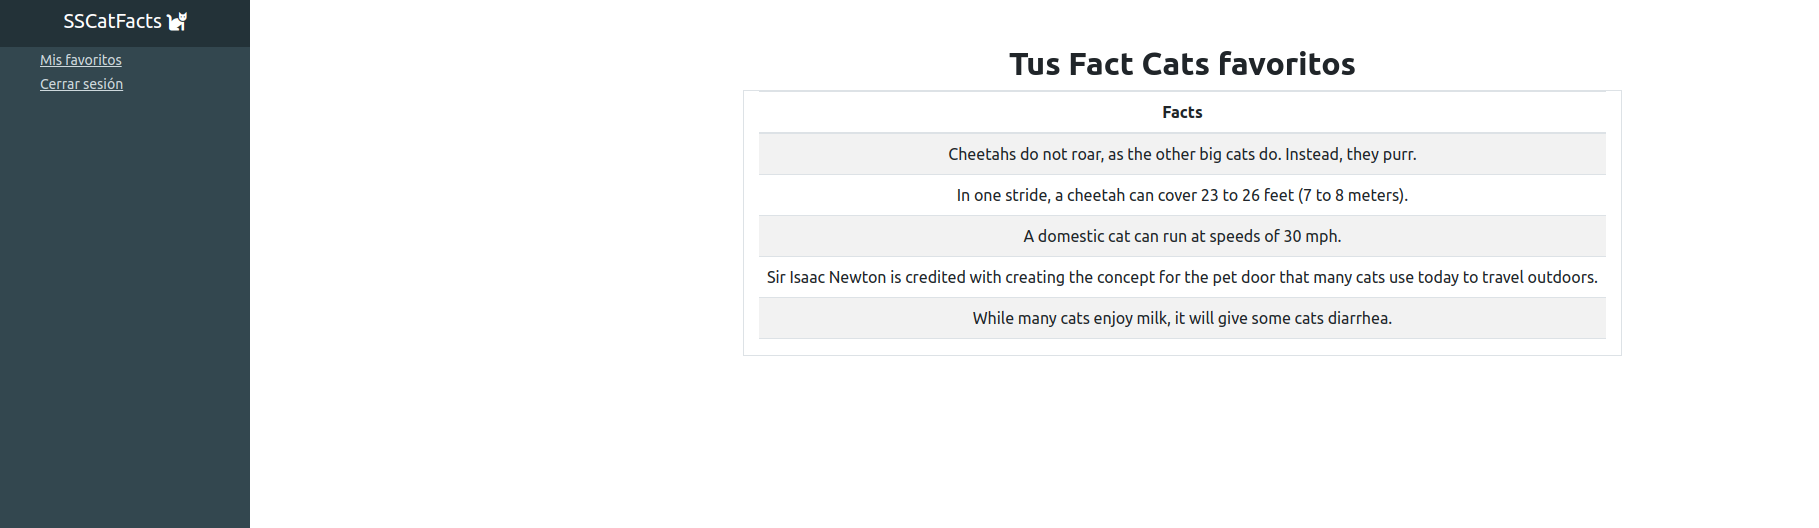 SSCatFacts
Mis favoritos
Cerrar sesión
Tus Fact Cats favoritos
Facts
Cheetahs do not roar, as the other big cats do. Instead, they purr.
In one stride, a cheetah can cover 23 to 26 feet (7 to 8 meters).
A domestic cat can run at speeds of 30 mph.
Sir Isaac Newton is credited with creating the concept for the pet door that many cats use today to travel outdoors.
While many cats enjoy milk, it will give some cats diarrhea.